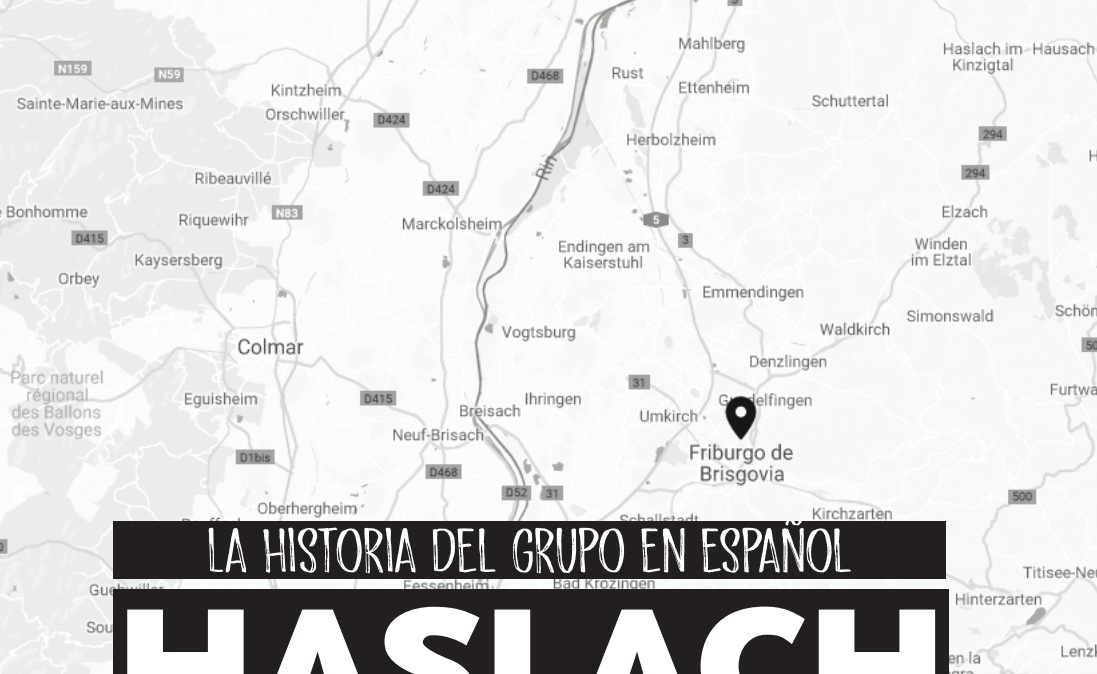 Mahlberg
Haslach im Kinzigtal
Hausach
N159
N59
D468
Rust
Kintzheim
Ettenheim
Sainte-Marie-aux-Mines
Schuttertal
Orschwiller
D424
294
Herbolzheim
Rin
Ribeauvillé
D424
294
Bonhomme
Riquewihr
N83
Marckolsheim
5
Elzach
D415
3
Endingen am
Kaiserstuhl
Winden
im Elztal
Kaysersberg
Orbey
Emmendingen
Simonswald
Vogtsburg
Waldkirch
Colmar
Denzlingen
Parc naturel
régional
des Ballons
des Vosges
31
Eguisheim
D415
Ihringen
Breisach
Umkirch
Neuf-Brisach
Friburgo de
Brisgovia
D1bis
D468
D52
31
500
Oberhergheim
Kirchzarten
Schallstadt
LA HISTORIA DEL GRUPO EN ESPAÑOL
Fessenheim
Bad Krozingen
Hinterzarten
HASLACH